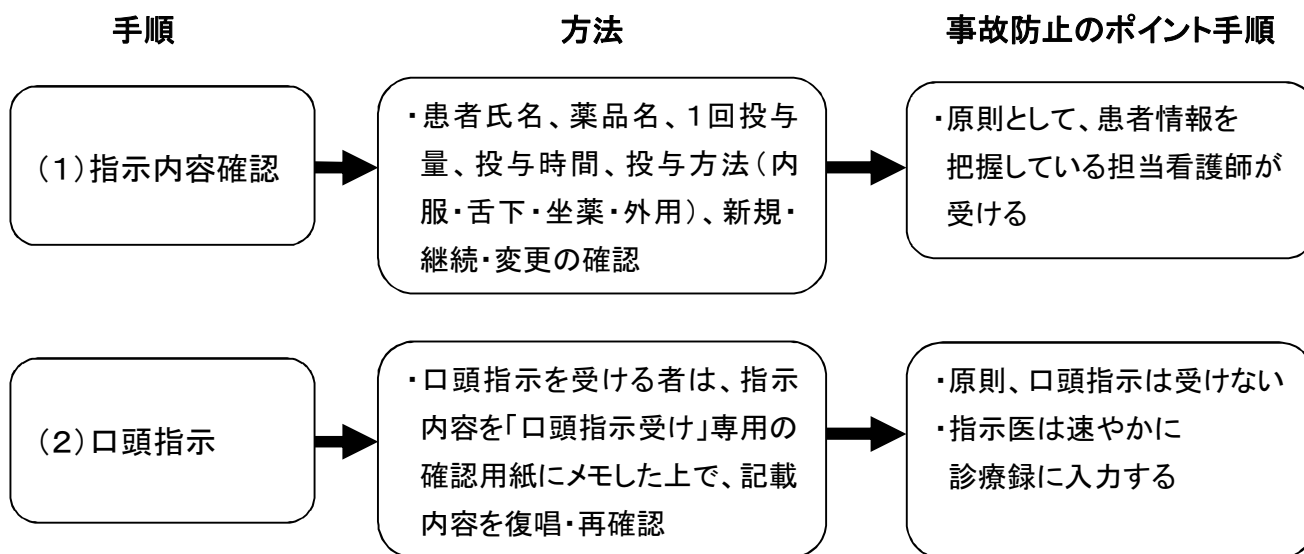 手順
方法
事故防止のポイント手順
(1)指示内容確認
・患者氏名、薬品名、1回投与
量、投与時間、投与方法(内
服・舌下・坐薬・外用)、新規・
継続・変更の確認
・原則として、患者情報を
把握している担当看護師が
受ける
(2)口頭指示
・口頭指示を受ける者は、指示
内容を「口頭指示受け」専用の
確認用紙にメモした上で、記載
内容を復唱・再確認
・原則、口頭指示は受けない
・指示医は速やかに
診療録に入力する